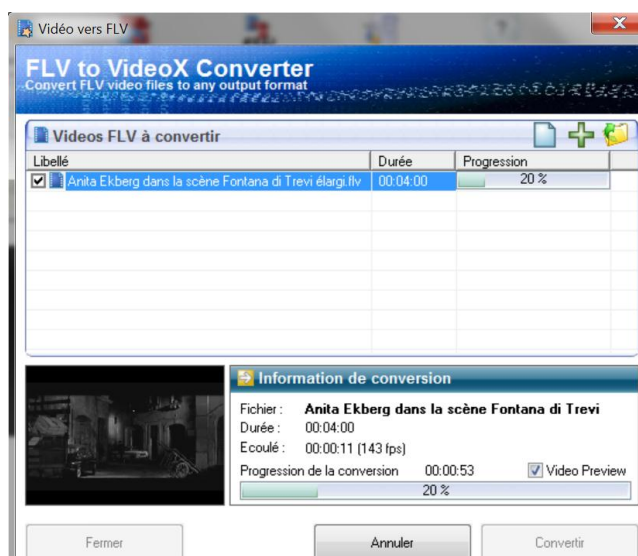 Vidéo vers FLV
FLV to VideoX Converter
Convert FLV video files to any output format
Videos FLV à convertir
Libellé Durée Progression
Anita Ekberg dans la scène Fontana di Trevi élargi.flv 00:04:00 20 %
Information de conversion
Fichier : Anita Ekberg dans la scène Fontana di Trevi
Durée : 00:04:00
Ecoulé : 00:00:11 (143 fps)
Progression de la conversion 00:00:53 Video Preview
20 %
Fermer Annuler Convertir